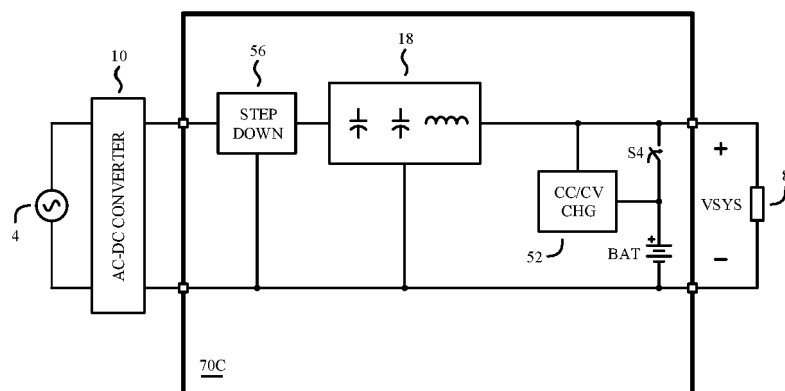 10
56
18
STEP
DOWN
AC-DC CONVERTER
4
S4
CC/CV
CHG
52
BAT
+
+
VSYS
−
8
70C